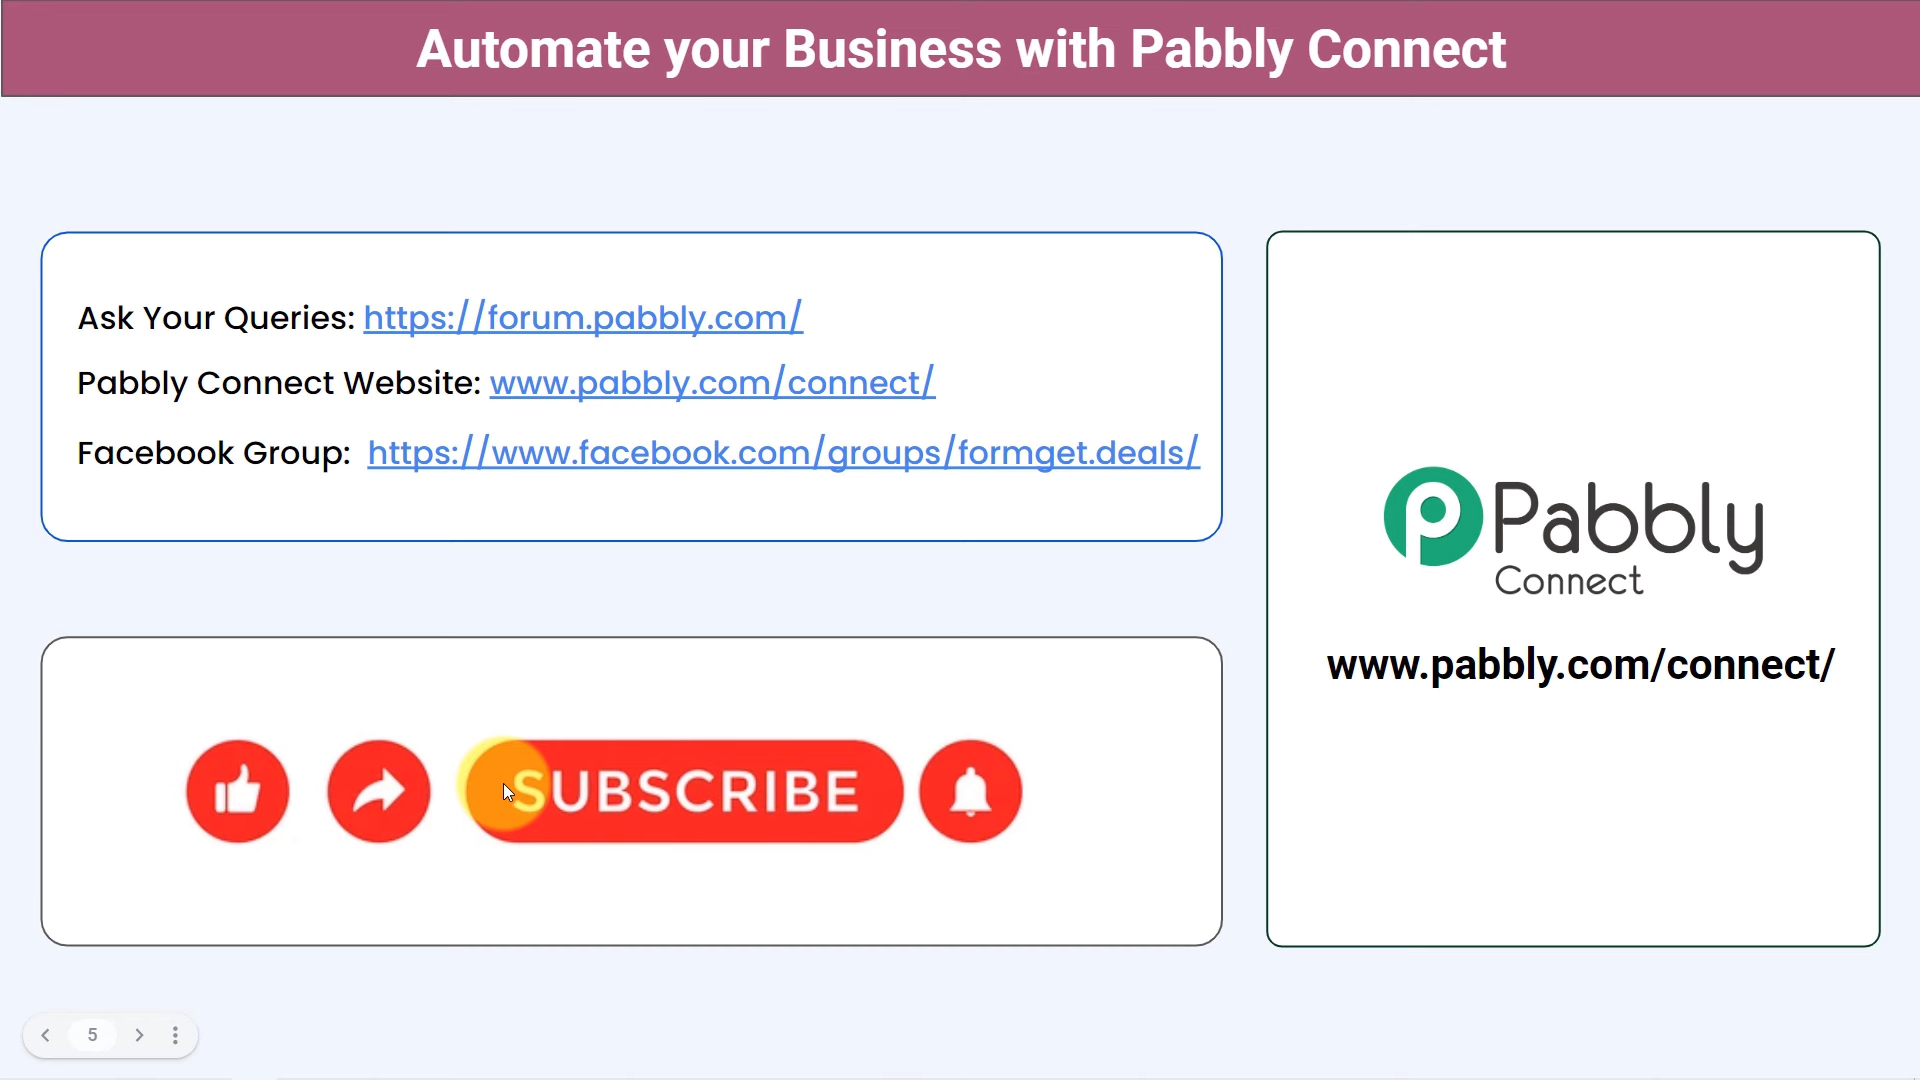 Automate your Business with Pabbly Connect
Ask Your Queries: https://forum.pabbly.com/
Pabbly Connect Website: www.pabbly.com/connect/
Facebook Group: https://www.facebook.com/groups/formget.deals/
Pabbly
Connect
www.pabbly.com/connect/
SUBSCRIBE
5